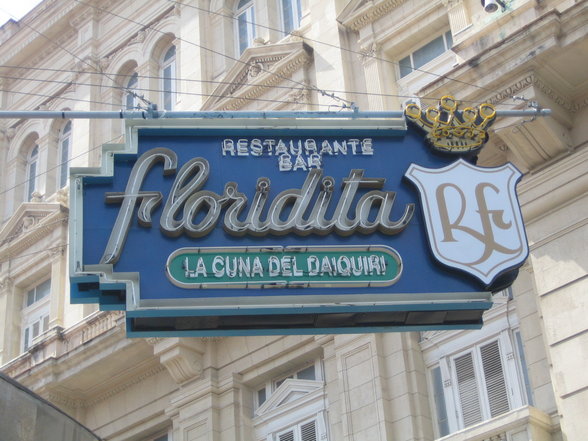 RESTAURANTE
BAR
floridita
LA CUNA DEL DAIQUIRI
RF